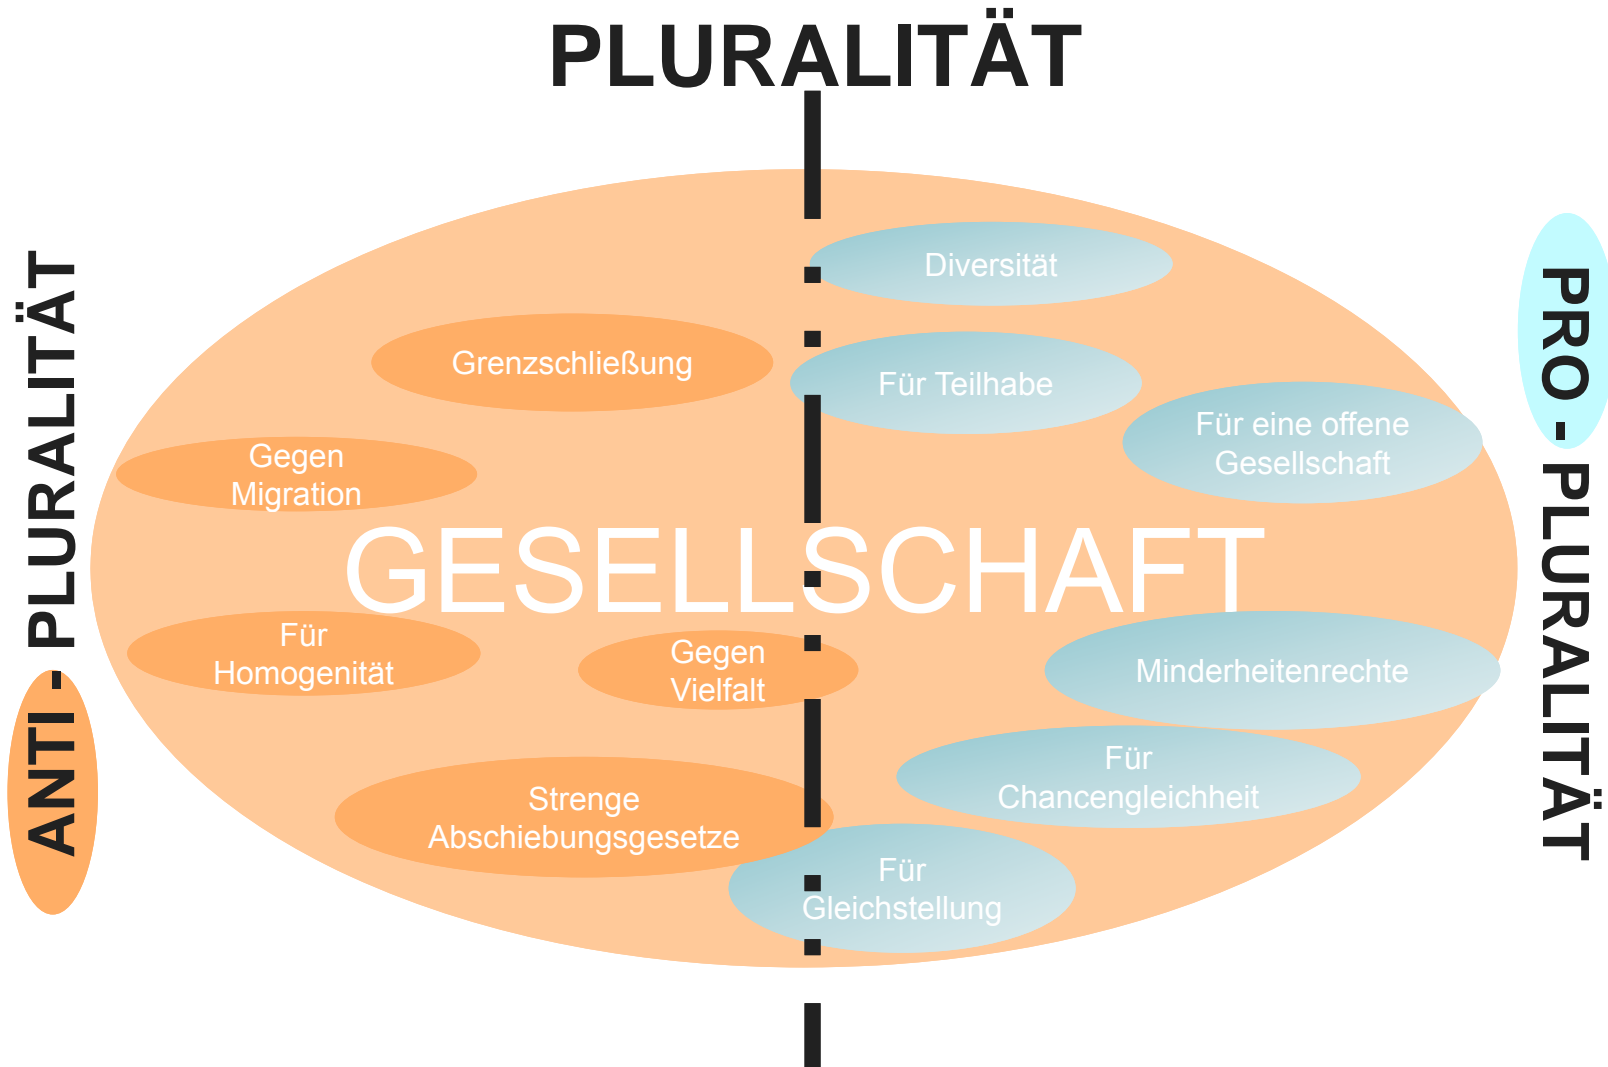 PLURALITÄT
ANTI - PLURALITÄT
PRO - PLURALITÄT
Diversität
Grenzschließung
Für Teilhabe
Für eine offene
Gesellschaft
Gegen
Migration
GESELLSCHAFT
Für
Homogenität
Gegen
Vielfalt
Minderheitenrechte
Für
Chancengleichheit
Strenge
Abschiebungsgesetze
Für
Gleichstellung